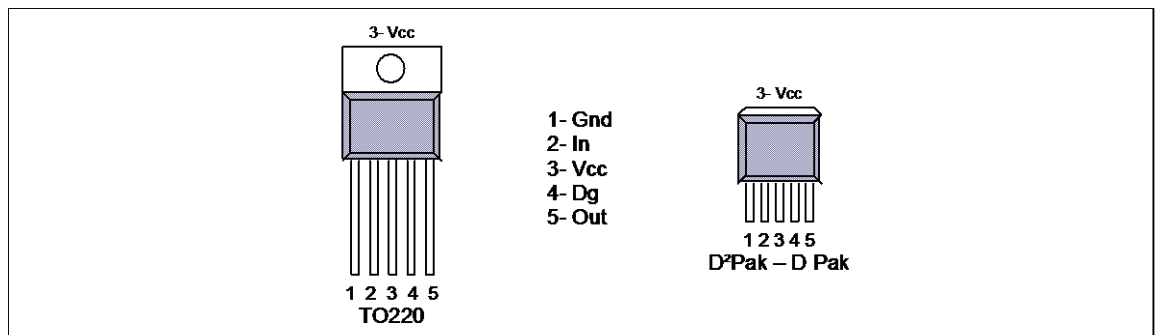 3- Vcc
1 2 3 4 5
TO220
1- Gnd
2- In
3- Vcc
4- Dg
5- Out
3- Vcc
1 2 3 4 5
D²Pak – D Pak